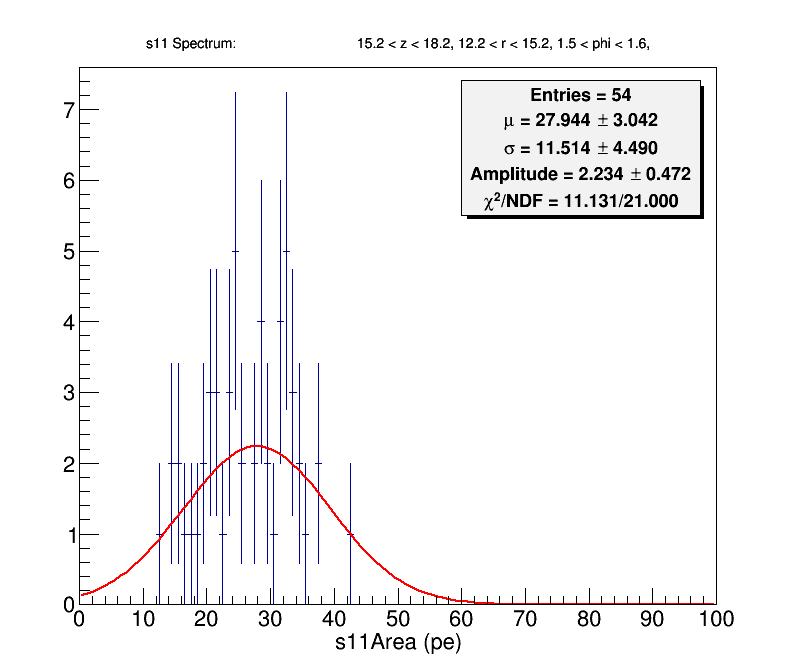 s11 Spectrum: 15.2 < z < 18.2, 12.2 < r < 15.2, 1.5 < phi < 1.6,
Entries = 54
μ = 27.944 ± 3.042
σ = 11.514 ± 4.490
Amplitude = 2.234 ± 0.472
χ²/NDF = 11.131/21.000
7
6
5
4
3
2
1
0
0 10 20 30 40 50 60 70 80 90 100
s11Area (pe)